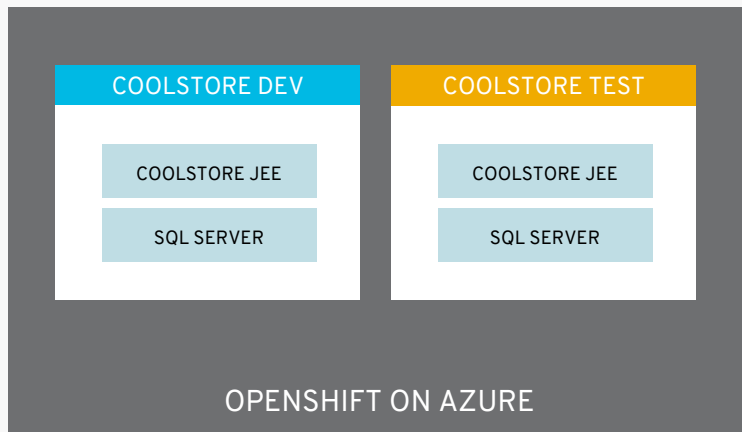 COOLSTORE DEV
COOLSTORE JEE
SQL SERVER
COOLSTORE TEST
COOLSTORE JEE
SQL SERVER
OPENSHIFT ON AZURE